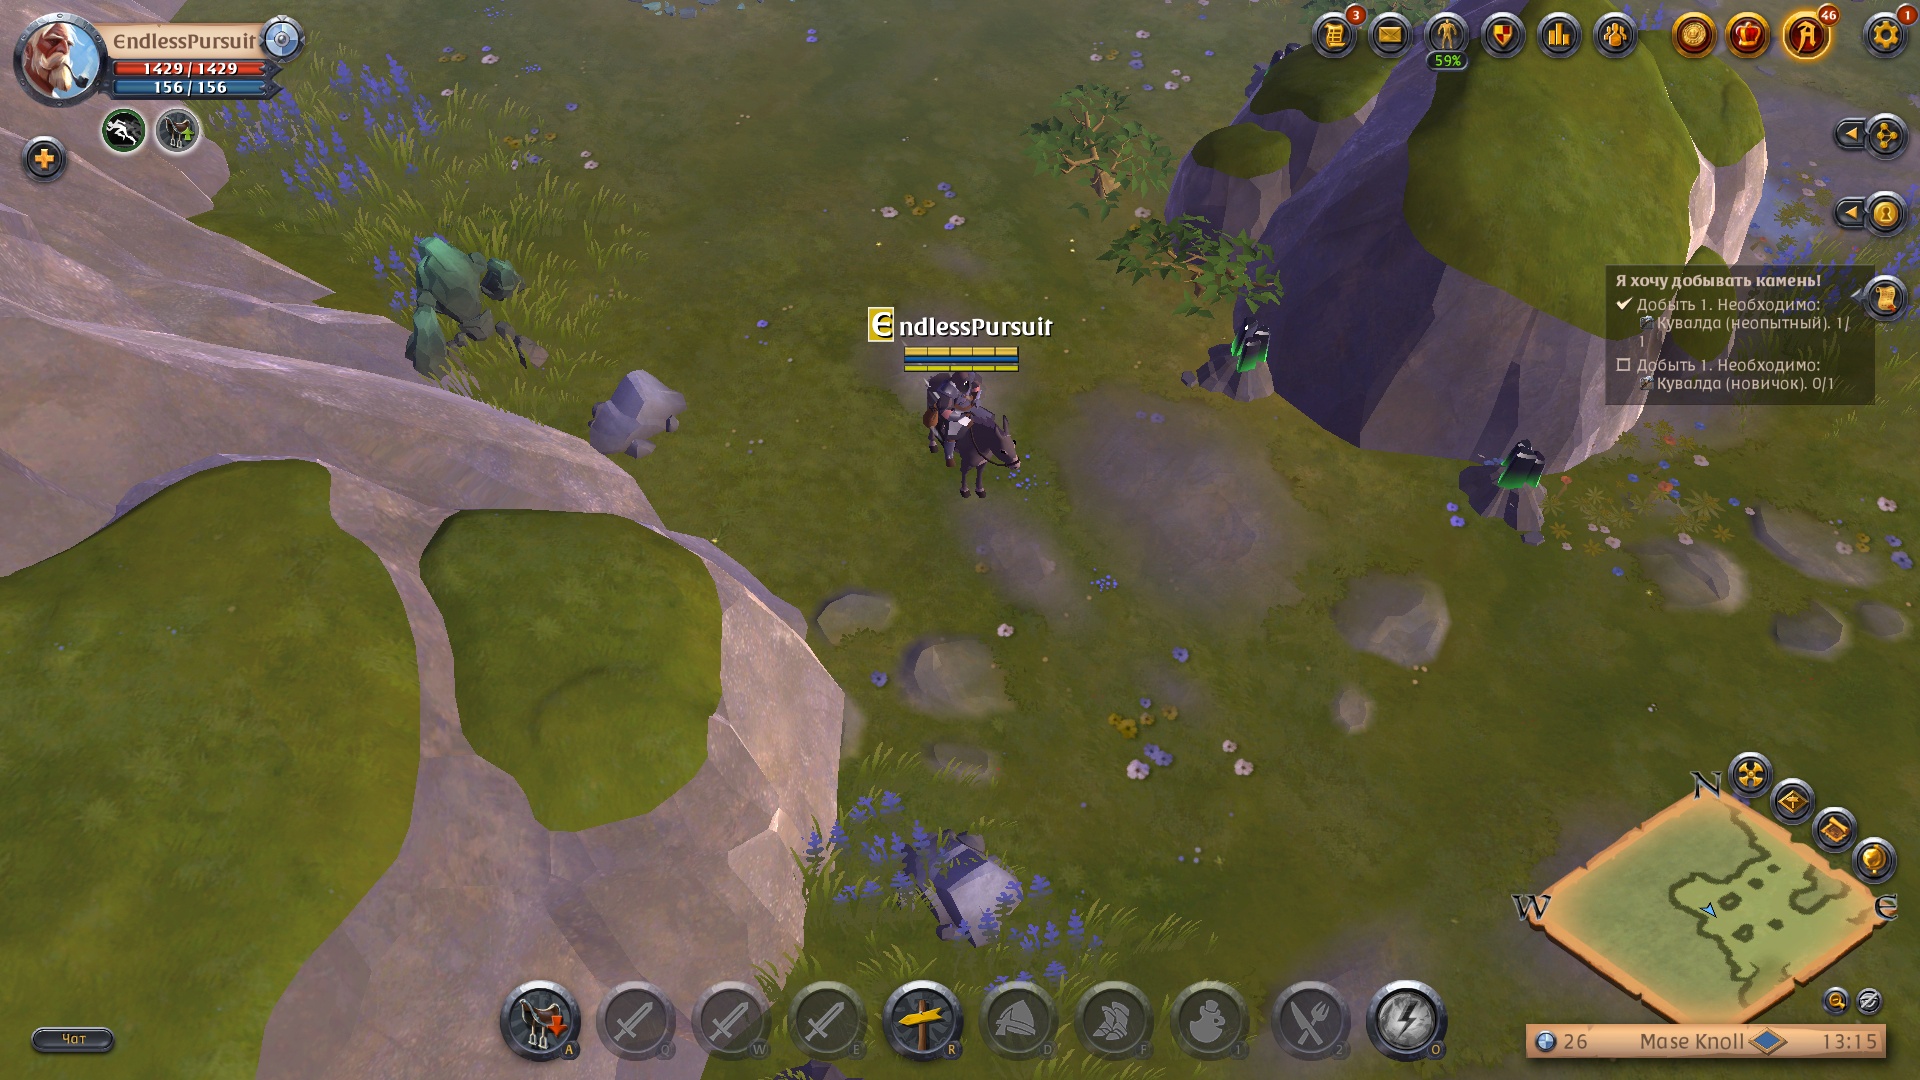 EndlessPursuit
1429 / 1429
156 / 156
3
59%
46
1
Я хочу добывать камень!
Добыть 1. Необходимо:
Кувалда (неопытный). 1/
1
Добыть 1. Необходимо:
Кувалда (новичок). 0/1
EndlessPursuit
N
W
E
Чат
A
Q
W
E
R
D
F
1
2
O
26
Mase Knoll
13:15